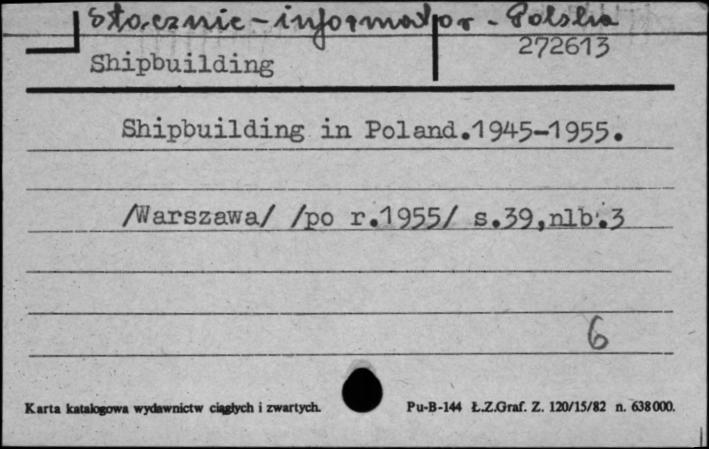 Stocznie - informator - Polska
272613
Shipbuilding
Shipbuilding in Poland.1945-1955.
/Warszawa/ /po r.1955/ s.39,nlb.3
6
Karta katalogowa wydawnictw ciągłych i zwartych.
Pu-B-144 Ł.Z.Graf. Z. 120/15/82 n. 638000.